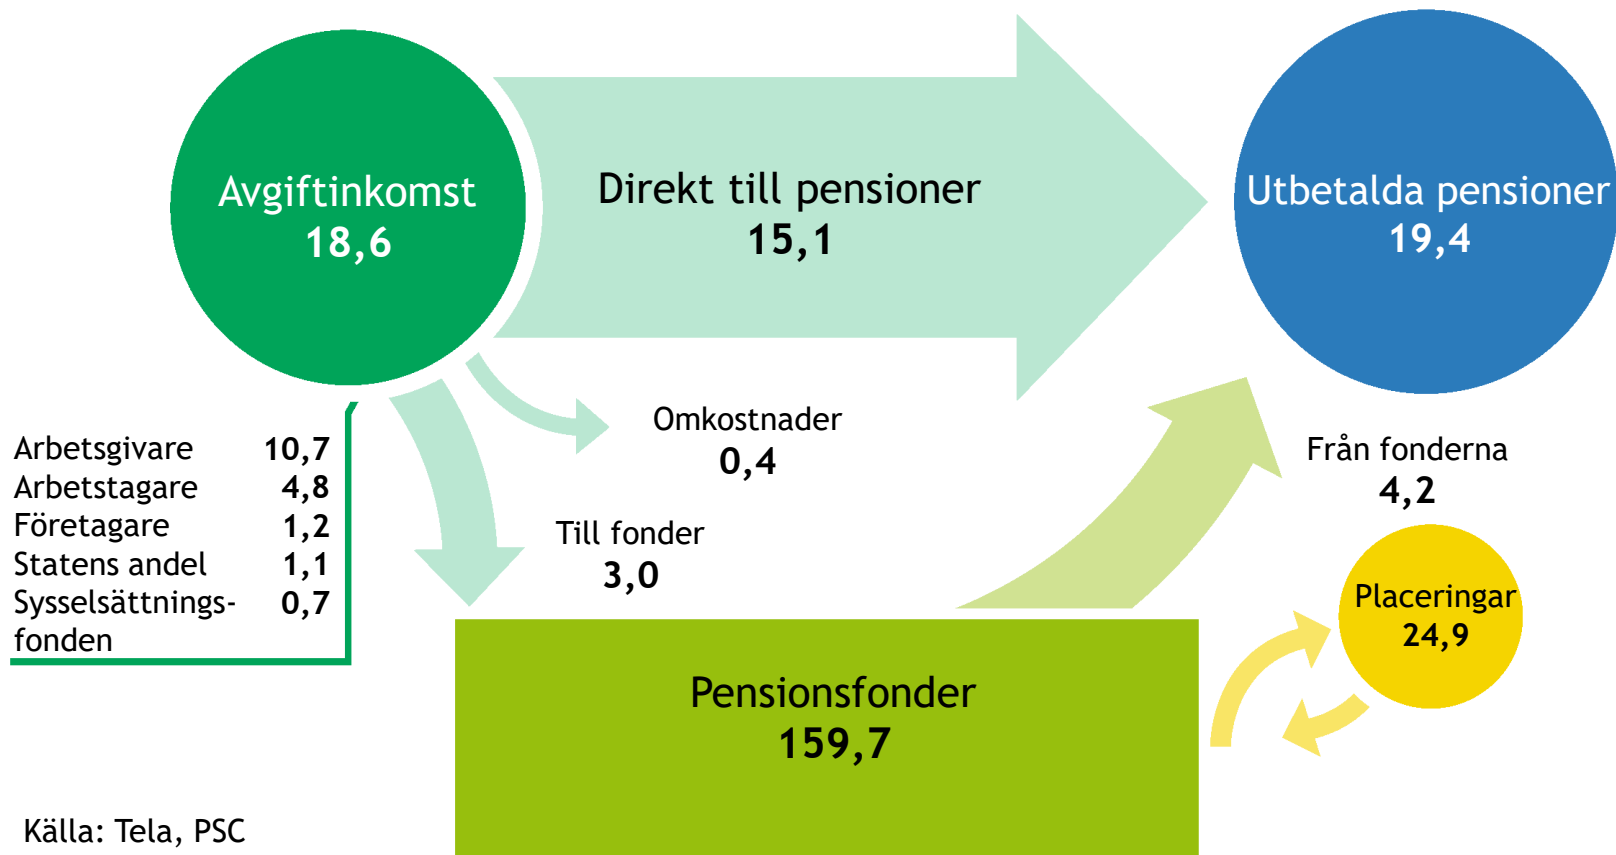 Avgiftinkomst
18,6
Direkt till pensioner
15,1
Utbetalda pensioner
19,4
Arbetsgivare 10,7
Arbetstagare 4,8
Företagare 1,2
Statens andel 1,1
Sysselsättnings- 0,7
fonden
Omkostnader
0,4
Till fonder
3,0
Från fonderna
4,2
Placeringar
24,9
Pensionsfonder
159,7
Källa: Tela, PSC